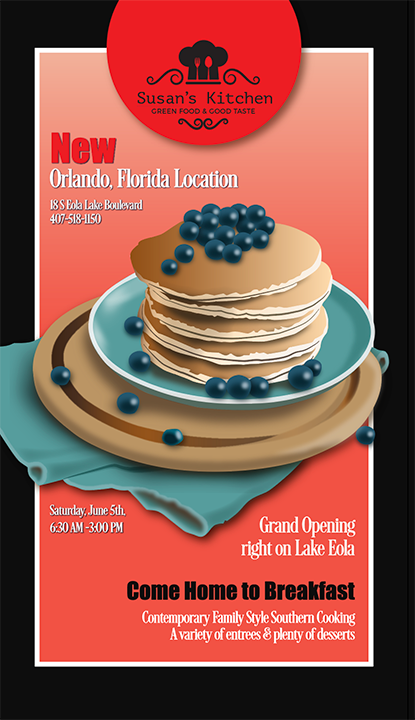 Susan's Kitchen
GREEN FOOD & GOOD TASTE
New
Orlando, Florida Location
18 S Eola Lake Boulevard
407-518-1150
Saturday, June 5th,
6:30 AM -3:00 PM
Grand Opening
right on Lake Eola
Come Home to Breakfast
Contemporary Family Style Southern Cooking
A variety of entrees & plenty of desserts